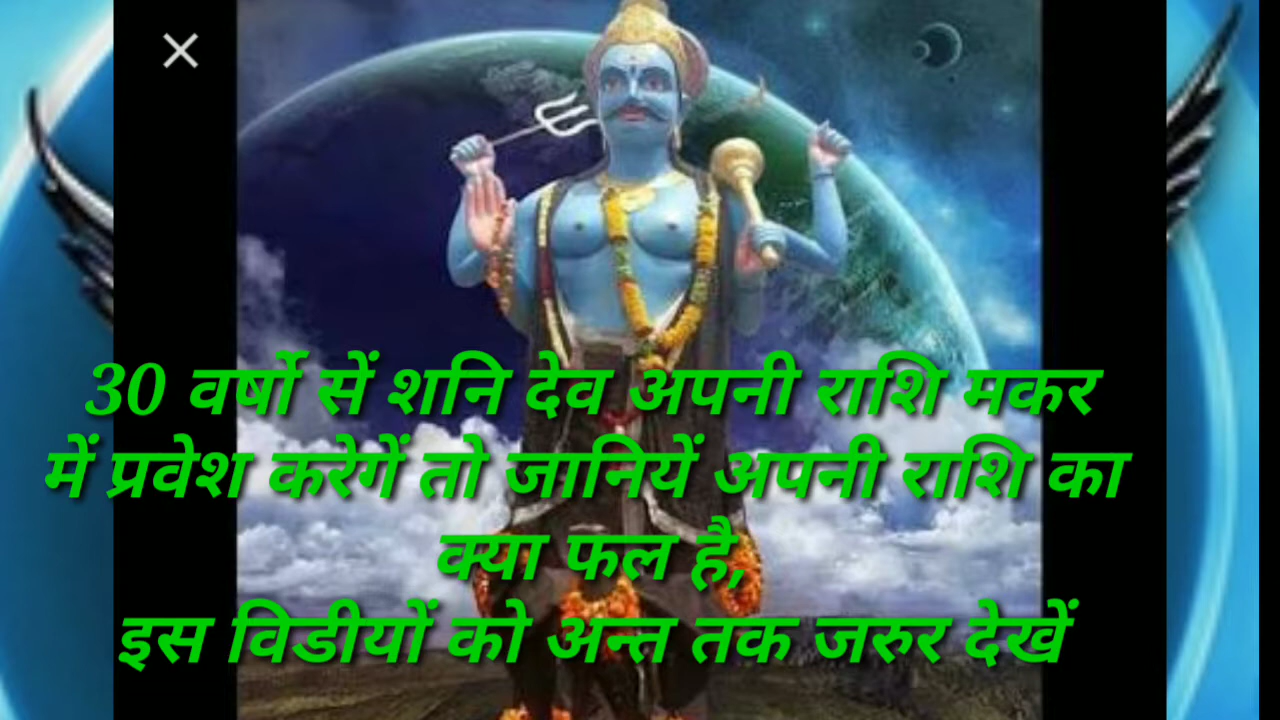 30 वर्षो सें शनि देव अपनी राशि मकर
में प्रवेश करेगें तो जानियें अपनी राशि का
क्या फल है,
इस विडीयों को अन्त तक जरुर देखें